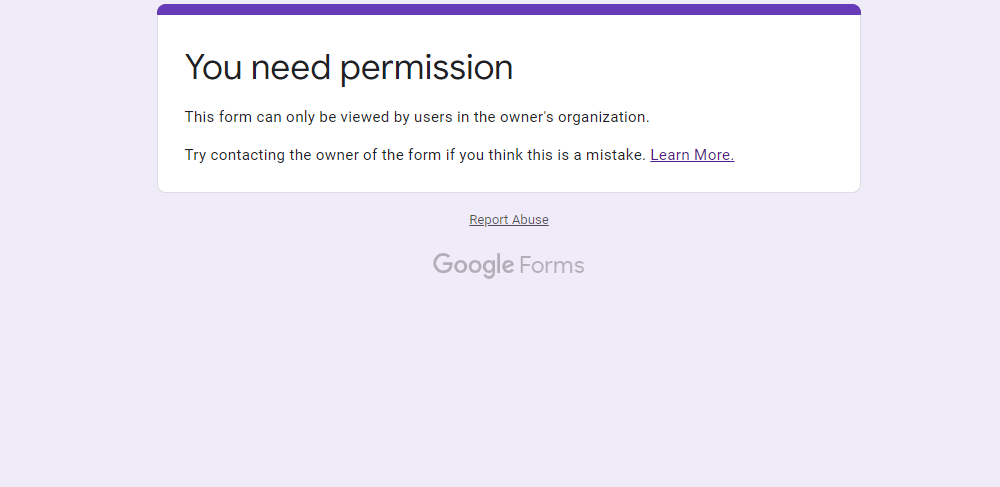 You need permission
This form can only be viewed by users in the owner's organization.
Try contacting the owner of the form if you think this is a mistake. Learn More.
Report Abuse
Google Forms